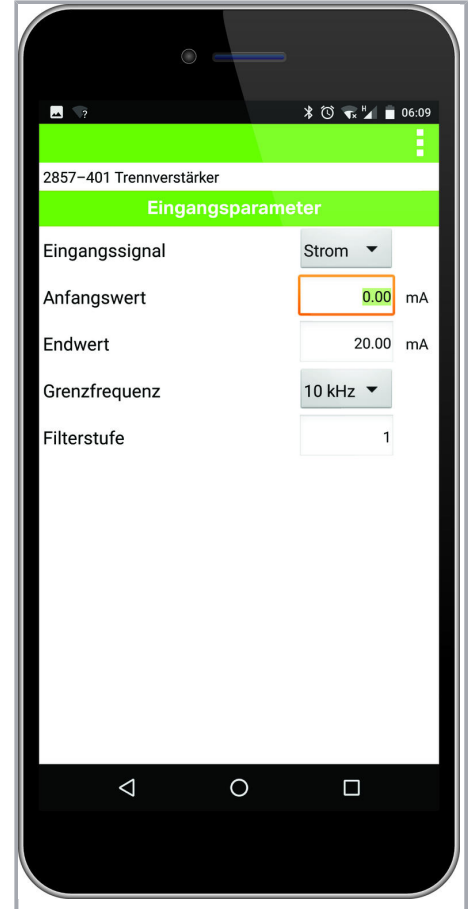 ? H 06:09
2857–401 Trennverstärker
Eingangsparameter
Eingangssignal Strom
Anfangswert 0.00 mA
Endwert 20.00 mA
Grenzfrequenz 10 kHz
Filterstufe 1